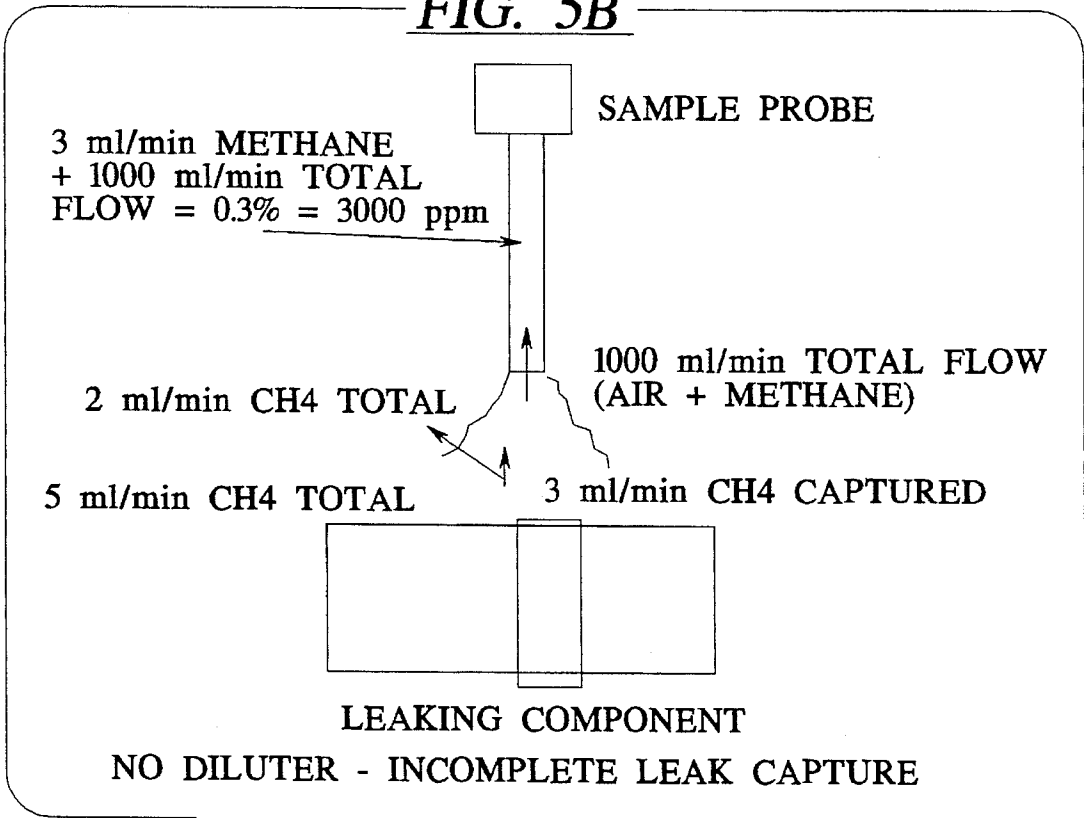 FIG. 5B
SAMPLE PROBE
3 ml/min METHANE
+ 1000 ml/min TOTAL
FLOW = 0.3% = 3000 ppm
1000 ml/min TOTAL FLOW
(AIR + METHANE)
2 ml/min CH4 TOTAL
5 ml/min CH4 TOTAL
3 ml/min CH4 CAPTURED
LEAKING COMPONENT
NO DILUTER - INCOMPLETE LEAK CAPTURE